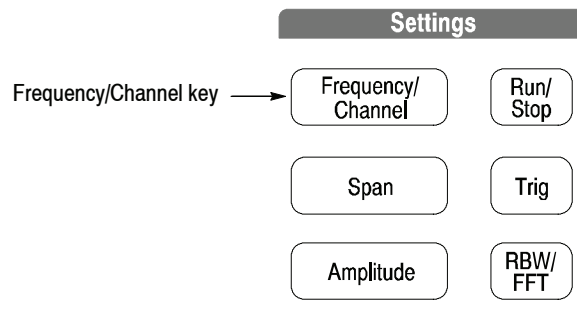 Settings
Frequency/Channel key
Frequency/
Channel
Run/
Stop
Span
Trig
Amplitude
RBW/
FFT